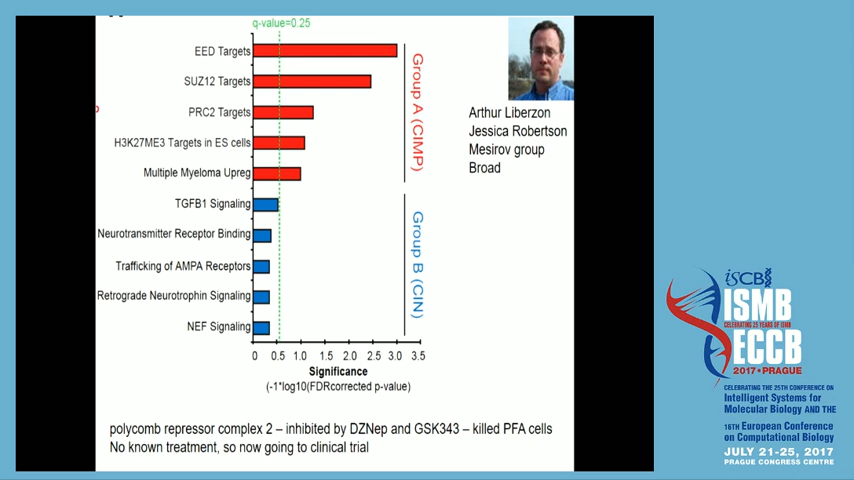 q-value=0.25
EED Targets
SUZ12 Targets
PRC2 Targets
H3K27ME3 Targets in ES cells
Multiple Myeloma Upreg
TGFB1 Signaling
Neurotransmitter Receptor Binding
Trafficking of AMPA Receptors
Retrograde Neurotrophin Signaling
NEF Signaling
Group A (CIMP)
Group B (CIN)
0 0.5 1.0 1.5 2.0 2.5 3.0 3.5
Significance
(-1*log10(FDRcorrected p-value)
Arthur Liberzon
Jessica Robertson
Mesirov group
Broad
polycomb repressor complex 2 – inhibited by DZNep and GSK343 – killed PFA cells
No known treatment, so now going to clinical trial
iSCB
ISMB
CELEBRATING 25 YEARS OF ISMB
ECCB
2017 • PRAGUE
CELEBRATING THE 25TH CONFERENCE ON
Intelligent Systems for
Molecular Biology AND THE
16TH European Conference
on Computational Biology
JULY 21-25, 2017
PRAGUE CONGRESS CENTRE